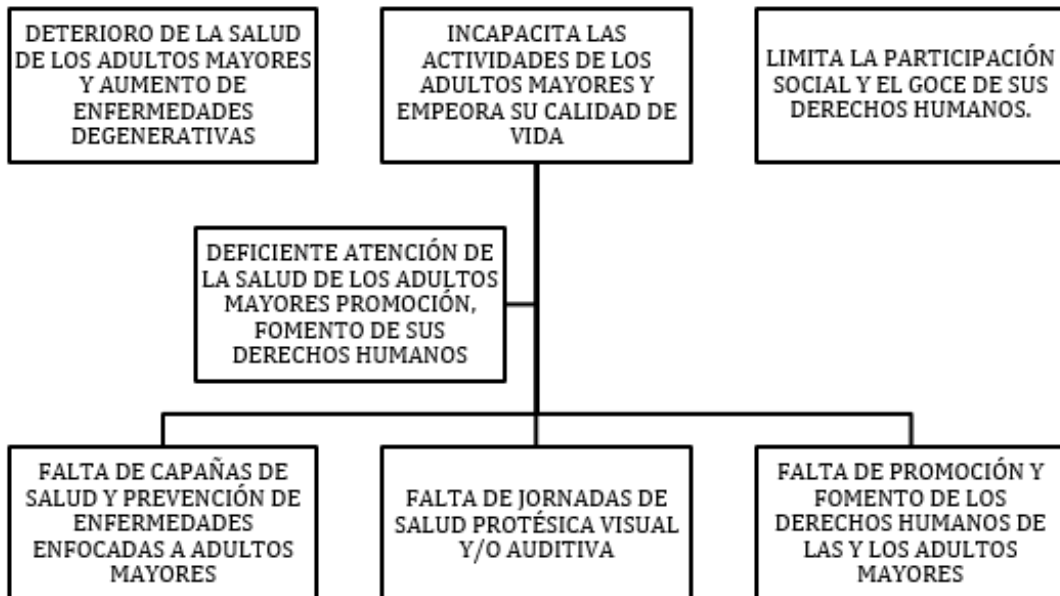 DETERIORO DE LA SALUD
DE LOS ADULTOS MAYORES
Y AUMENTO DE
ENFERMEDADES
DEGENERATIVAS
INCAPACITA LAS
ACTIVIDADES DE LOS
ADULTOS MAYORES Y
EMPEORA SU CALIDAD DE
VIDA
LIMITA LA PARTICIPACIÓN
SOCIAL Y EL GOCE DE SUS
DERECHOS HUMANOS.
DEFICIENTE ATENCIÓN DE
LA SALUD DE LOS ADULTOS
MAYORES PROMOCIÓN,
FOMENTO DE SUS
DERECHOS HUMANOS
FALTA DE CAPAÑAS DE
SALUD Y PREVENCIÓN DE
ENFERMEDADES
ENFOCADAS A ADULTOS
MAYORES
FALTA DE JORNADAS DE
SALUD PROTÉSICA VISUAL
Y/O AUDITIVA
FALTA DE PROMOCIÓN Y
FOMENTO DE LOS
DERECHOS HUMANOS DE
LAS Y LOS ADULTOS
MAYORES